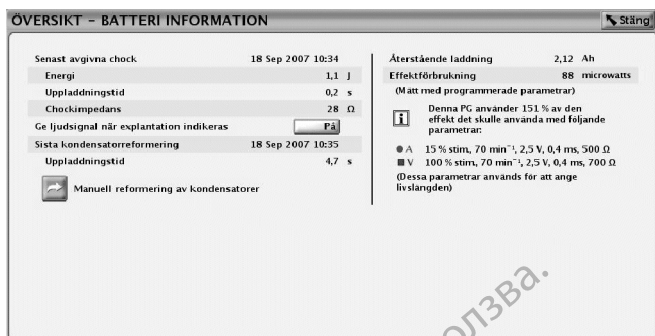 ÖVERSIKT - BATTERI INFORMATION
Stäng
Senast avgivna chock 18 Sep 2007 10:34
Energi 1,1 J
Uppladdningstid 0,2 s
Chockimpedans 28 Ω
Ge ljudsignal när explantation indikeras På
Sista kondensatorreformering 18 Sep 2007 10:35
Uppladdningstid 4,7 s
Manuell reformering av kondensatorer
Återstående laddning 2,12 Ah
Effektförbrukning 88 microwatts
(Mätt med programmerade parametrar)
Denna PG använder 151 % av den
effekt det skulle använda med följande
parametrar:
A 15 % stim, 70 min⁻¹, 2,5 V, 0,4 ms, 500 Ω
V 100 % stim, 70 min⁻¹, 2,5 V, 0,4 ms, 700 Ω
(Dessa parametrar används för att ange
livslängden)
олзва.